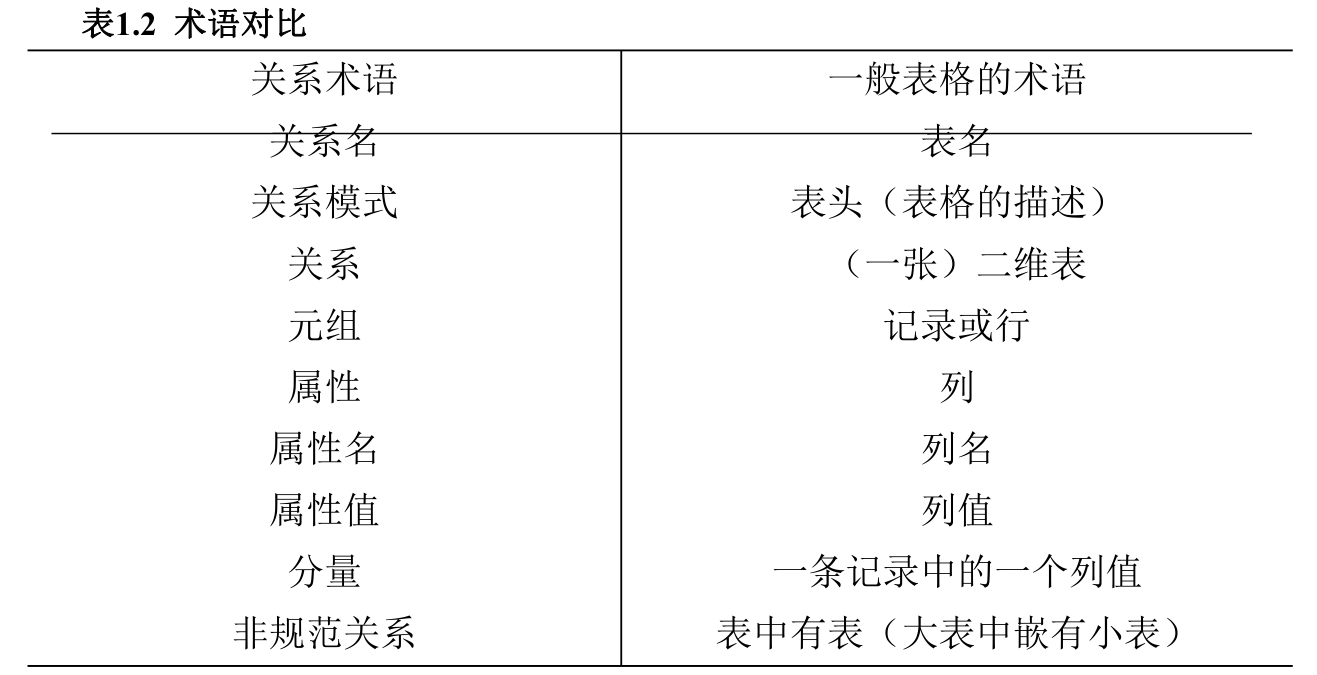 表1.2 术语对比
关系术语 一般表格的术语
关系名 表名
关系模式 表头（表格的描述）
关系 （一张）二维表
元组 记录或行
属性 列
属性名 列名
属性值 列值
分量 一条记录中的一个列值
非规范关系 表中有表（大表中嵌有小表）